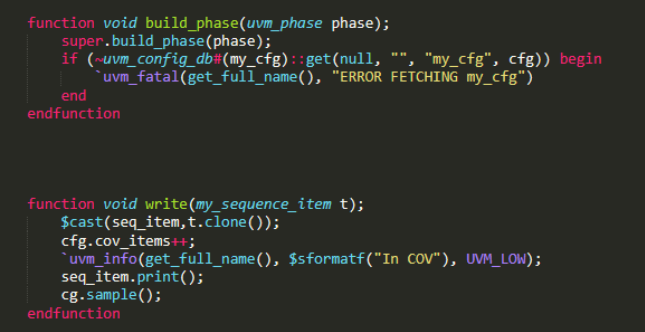 function void build_phase(uvm_phase phase);
super.build_phase(phase);
if (~uvm_config_db#(my_cfg)::get(null, "", "my_cfg", cfg)) begin
`uvm_fatal(get_full_name(), "ERROR FETCHING my_cfg")
end
endfunction
function void write(my_sequence_item t);
$cast(seq_item,t.clone());
cfg.cov_items++;
`uvm_info(get_full_name(), $sformatf("In COV"), UVM_LOW);
seq_item.print();
cg.sample();
endfunction